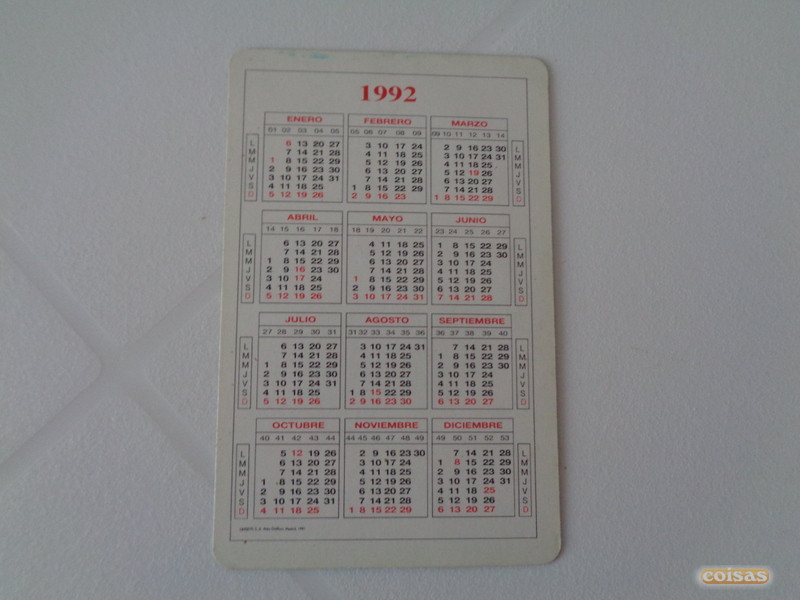 1992
ENERO FEBRERO MARZO
01 02 03 04 05 05 06 07 08 09 09 10 11 12 13 14
L 6 13 20 27 3 10 17 24 2 9 16 23 30 L
M 7 14 21 28 4 11 18 25 3 10 17 24 31 M
M 1 8 15 22 29 5 12 19 26 4 11 18 25 M
J 2 9 16 23 30 6 13 20 27 5 12 19 26 J
V 3 10 17 24 31 7 14 21 28 6 13 20 27 V
S 4 11 18 25 1 8 15 22 29 7 14 21 28 S
D 5 12 19 26 2 9 16 23 1 8 15 22 29 D
ABRIL MAYO JUNIO
14 15 16 17 18 18 19 20 21 22 23 24 25 26 27
L 6 13 20 27 4 11 18 25 1 8 15 22 29 L
M 7 14 21 28 5 12 19 26 2 9 16 23 30 M
M 1 8 15 22 29 6 13 20 27 3 10 17 24 M
J 2 9 16 23 30 7 14 21 28 4 11 18 25 J
V 3 10 17 24 1 8 15 22 29 5 12 19 26 V
S 4 11 18 25 2 9 16 23 30 6 13 20 27 S
D 5 12 19 26 3 10 17 24 31 7 14 21 28 D
JULIO AGOSTO SEPTIEMBRE
27 28 29 30 31 31 32 33 34 35 36 36 37 38 39 40
L 6 13 20 27 3 10 17 24 31 7 14 21 28 L
M 7 14 21 28 4 11 18 25 1 8 15 22 29 M
M 1 8 15 22 29 5 12 19 26 2 9 16 23 30 M
J 2 9 16 23 30 6 13 20 27 3 10 17 24 J
V 3 10 17 24 31 7 14 21 28 4 11 18 25 V
S 4 11 18 25 1 8 15 22 29 5 12 19 26 S
D 5 12 19 26 2 9 16 23 30 6 13 20 27 D
OCTUBRE NOVIEMBRE DICIEMBRE
40 41 42 43 44 44 45 46 47 48 49 49 50 51 52 53
L 5 12 19 26 2 9 16 23 30 7 14 21 28 L
M 6 13 20 27 3 10 17 24 1 8 15 22 29 M
M 7 14 21 28 4 11 18 25 2 9 16 23 30 M
J 1 8 15 22 29 5 12 19 26 3 10 17 24 31 J
V 2 9 16 23 30 6 13 20 27 4 11 18 25 V
S 3 10 17 24 31 7 14 21 28 5 12 19 26 S
D 4 11 18 25 1 8 15 22 29 6 13 20 27 D
coisas